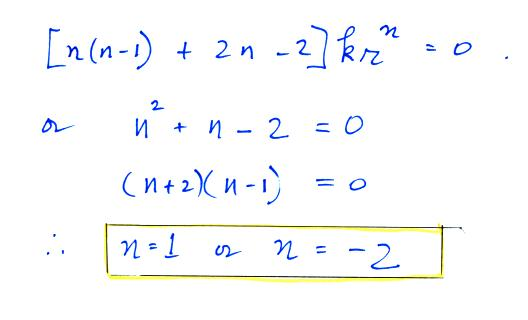 [n(n-1) + 2n - 2] kr^n = 0 .
or n^2 + n - 2 = 0
(n+2)(n-1) = 0
∴ n=1 or n = -2